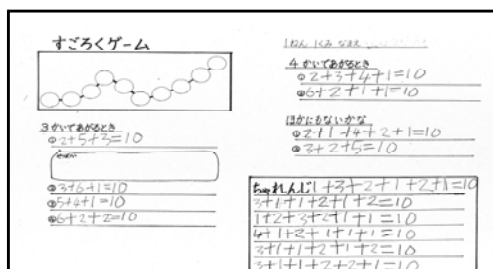 すごろくゲーム
3かいであがるとき
①2+5+3=10
せつめい
②3+6+1=10
③5+4+1=10
④6+2+2=10
1ねん1くみ なまえ
4かいであがるとき
①2+3+4+1=10
②6+2+1+1=10
ほかにもないかな
①2+1+4+2+1=10
②3+2+5=10
ちゃれんじ1+3+2+1+2+1=10
3+1+1+2+1+2=10
1+2+3+2+1+1=10
4+1+2+1+1+1=10
3+1+1+2+1+2=10
3+1+1+2+2+1=10